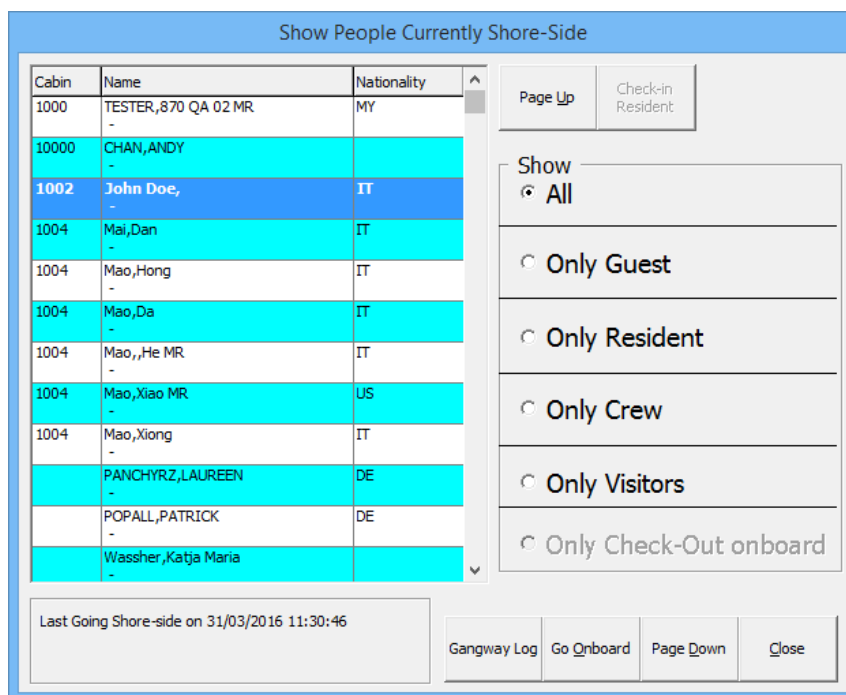 Show People Currently Shore-Side
Cabin Name Nationality
1000 TESTER,870 QA 02 MR MY
-
10000 CHAN,ANDY
-
1002 John Doe, IT
-
1004 Mai,Dan IT
-
1004 Mao,Hong IT
-
1004 Mao,Da IT
-
1004 Mao,,He MR IT
-
1004 Mao,Xiao MR US
-
1004 Mao,Xiong IT
-
PANCHYRZ,LAUREEN DE
-
POPALL,PATRICK DE
-
Wassher,Katja Maria
-
Page Up
Check-in
Resident
Show
All
Only Guest
Only Resident
Only Crew
Only Visitors
Only Check-Out onboard
Last Going Shore-side on 31/03/2016 11:30:46
Gangway Log Go Onboard Page Down Close